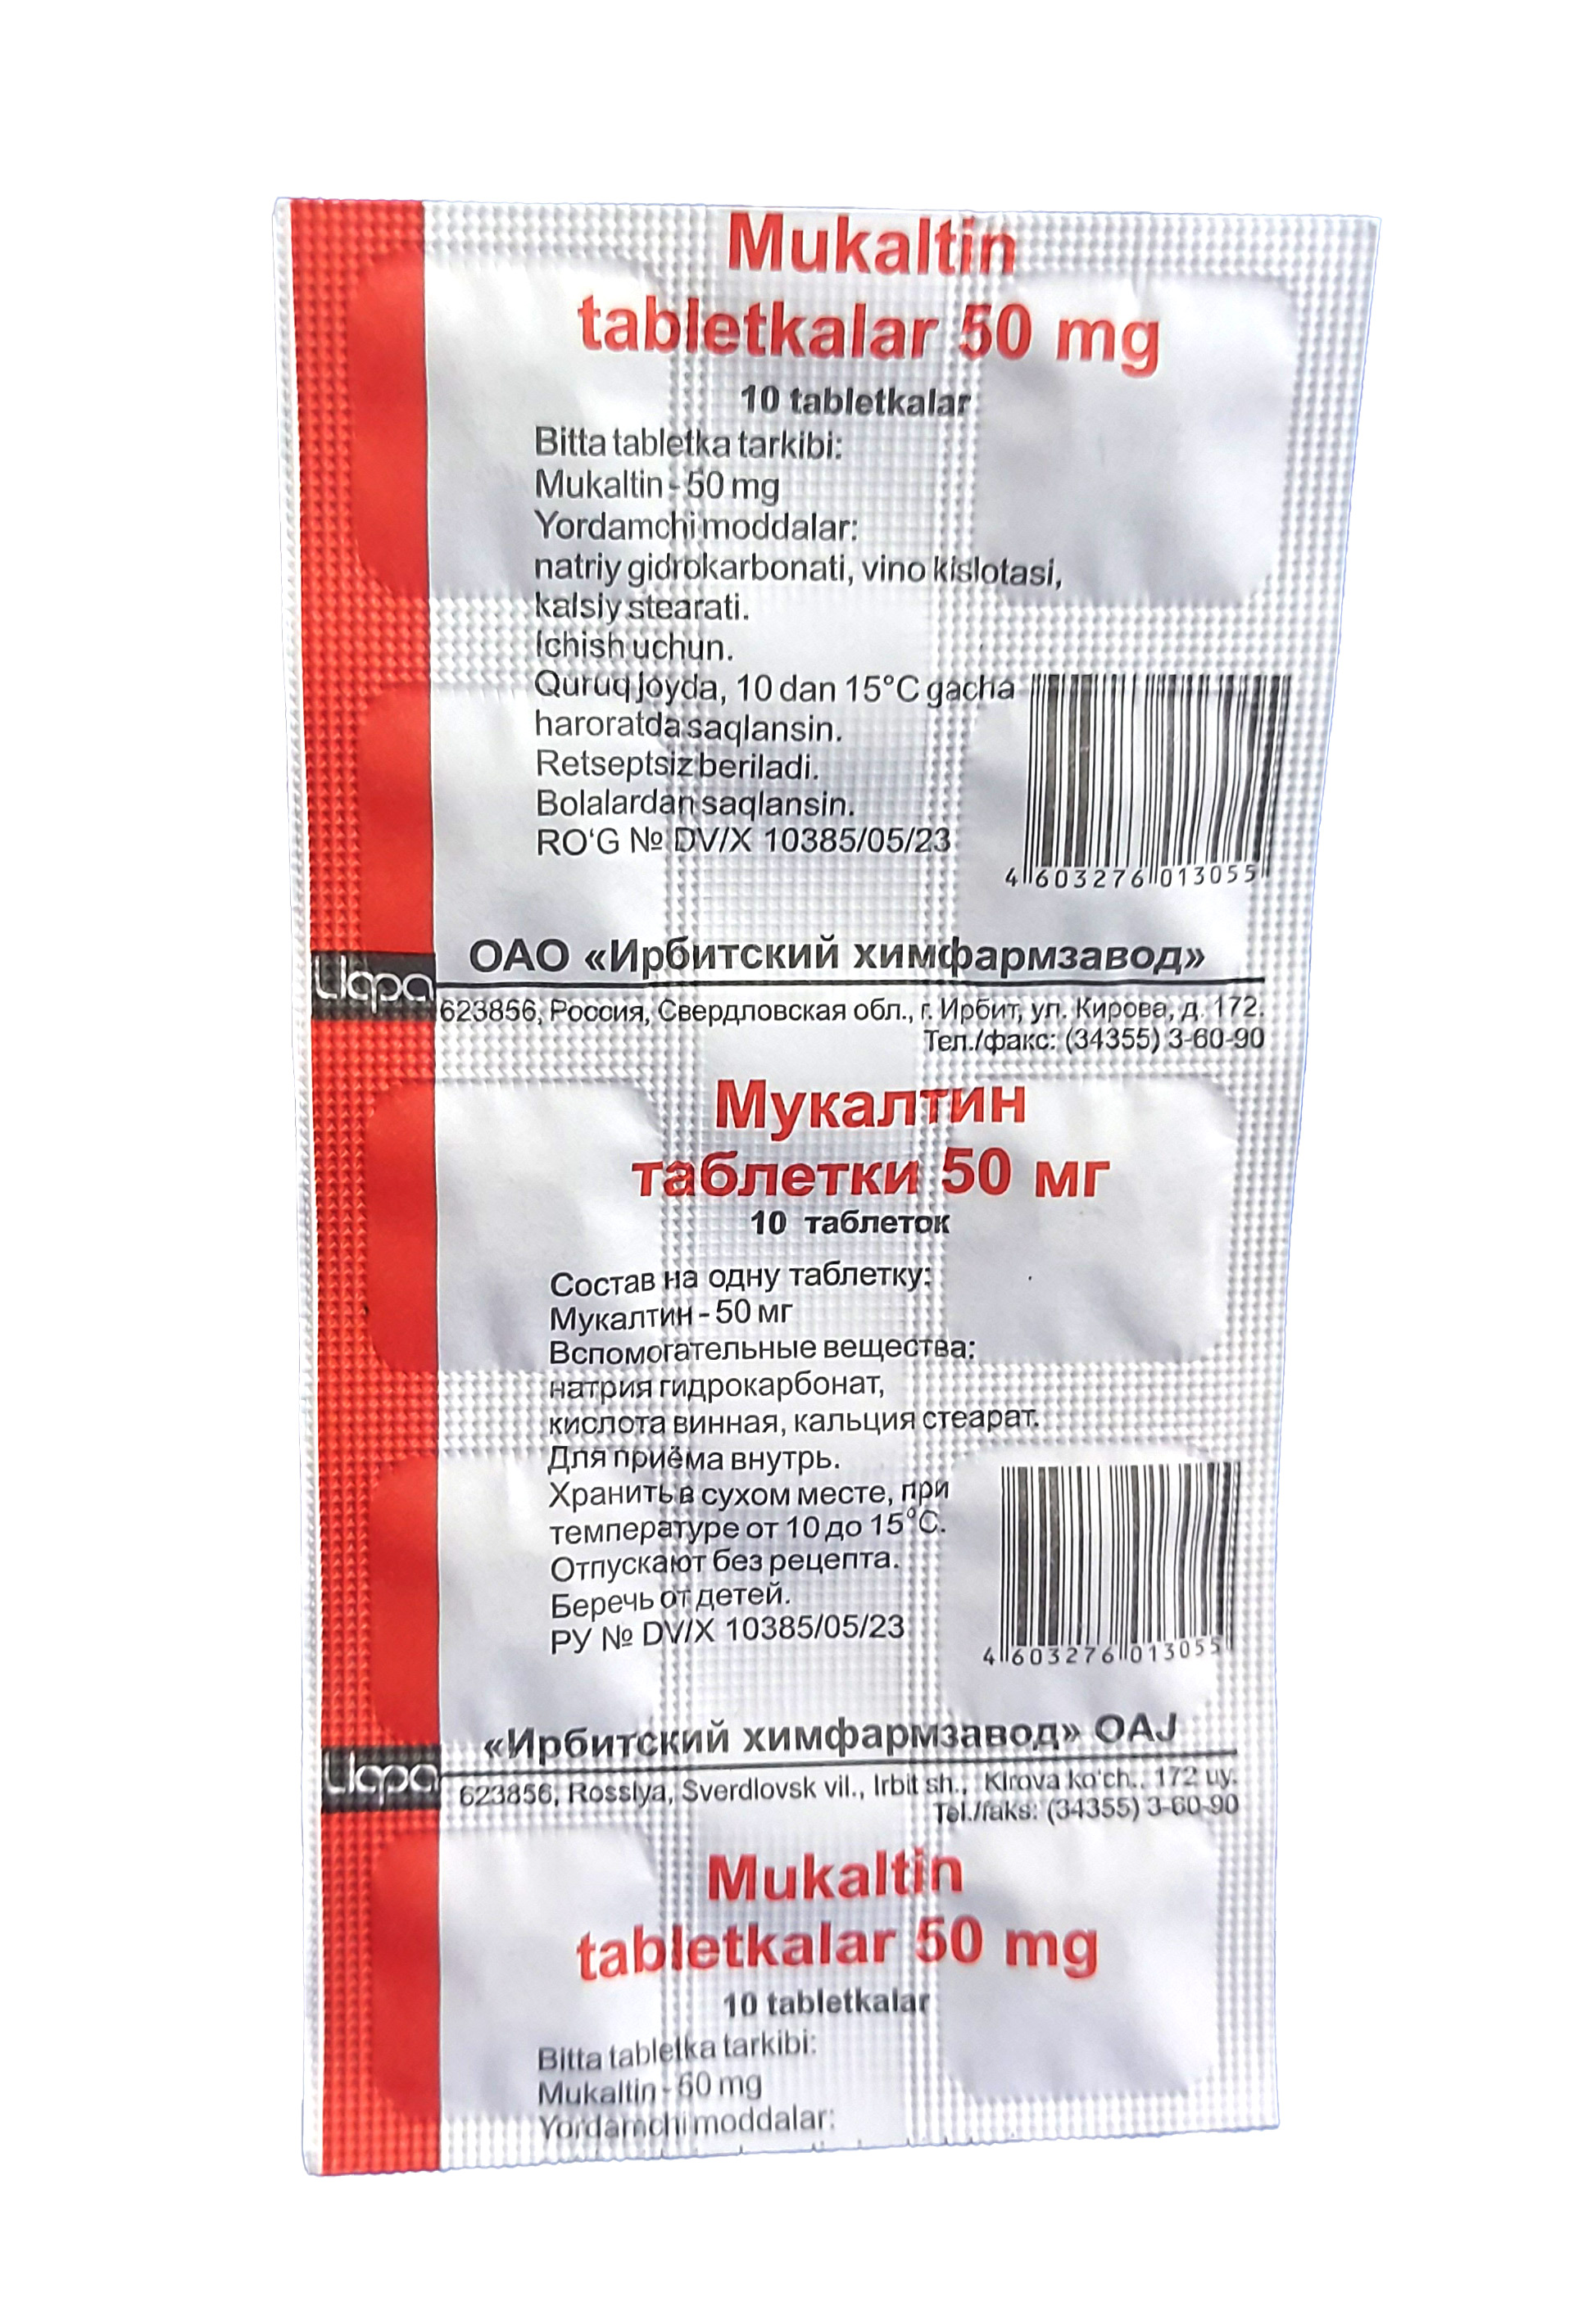 Mukaltin
tabletkalar 50 mg
10 tabletkalar
Bitta tabletka tarkibi:
Mukaltin - 50 mg
Yordamchi moddalar:
natriy gidrokarbonati, vino kislotasi,
kalsiy stearati.
Ichish uchun.
Quruq joyda, 10 dan 15°C gacha
haroratda saqlansin.
Retseptsiz beriladi.
Bolalardan saqlansin.
RO‘G № DV/X 10385/05/23
4 603276 013055
ОАО «Ирбитский химфармзавод»
623856, Россия, Свердловская обл., г. Ирбит, ул. Кирова, д. 172.
Тел./факс: (34355) 3-60-90
Мукалтин
таблетки 50 мг
10 таблеток
Состав на одну таблетку:
Мукалтин - 50 мг
Вспомогательные вещества:
натрия гидрокарбонат,
кислота винная, кальция стеарат.
Для приёма внутрь.
Хранить в сухом месте, при
температуре от 10 до 15°С.
Отпускают без рецепта.
Беречь от детей.
РУ № DV/X 10385/05/23
4 603276 013055
«Ирбитский химфармзавод» OAJ
623856, Rossiya, Sverdlovsk vil., Irbit sh., Kirova ko‘ch., 172 uy.
Tel./faks: (34355) 3-60-90
Mukaltin
tabletkalar 50 mg
10 tabletkalar
Bitta tabletka tarkibi:
Mukaltin - 50 mg
Yordamchi moddalar: